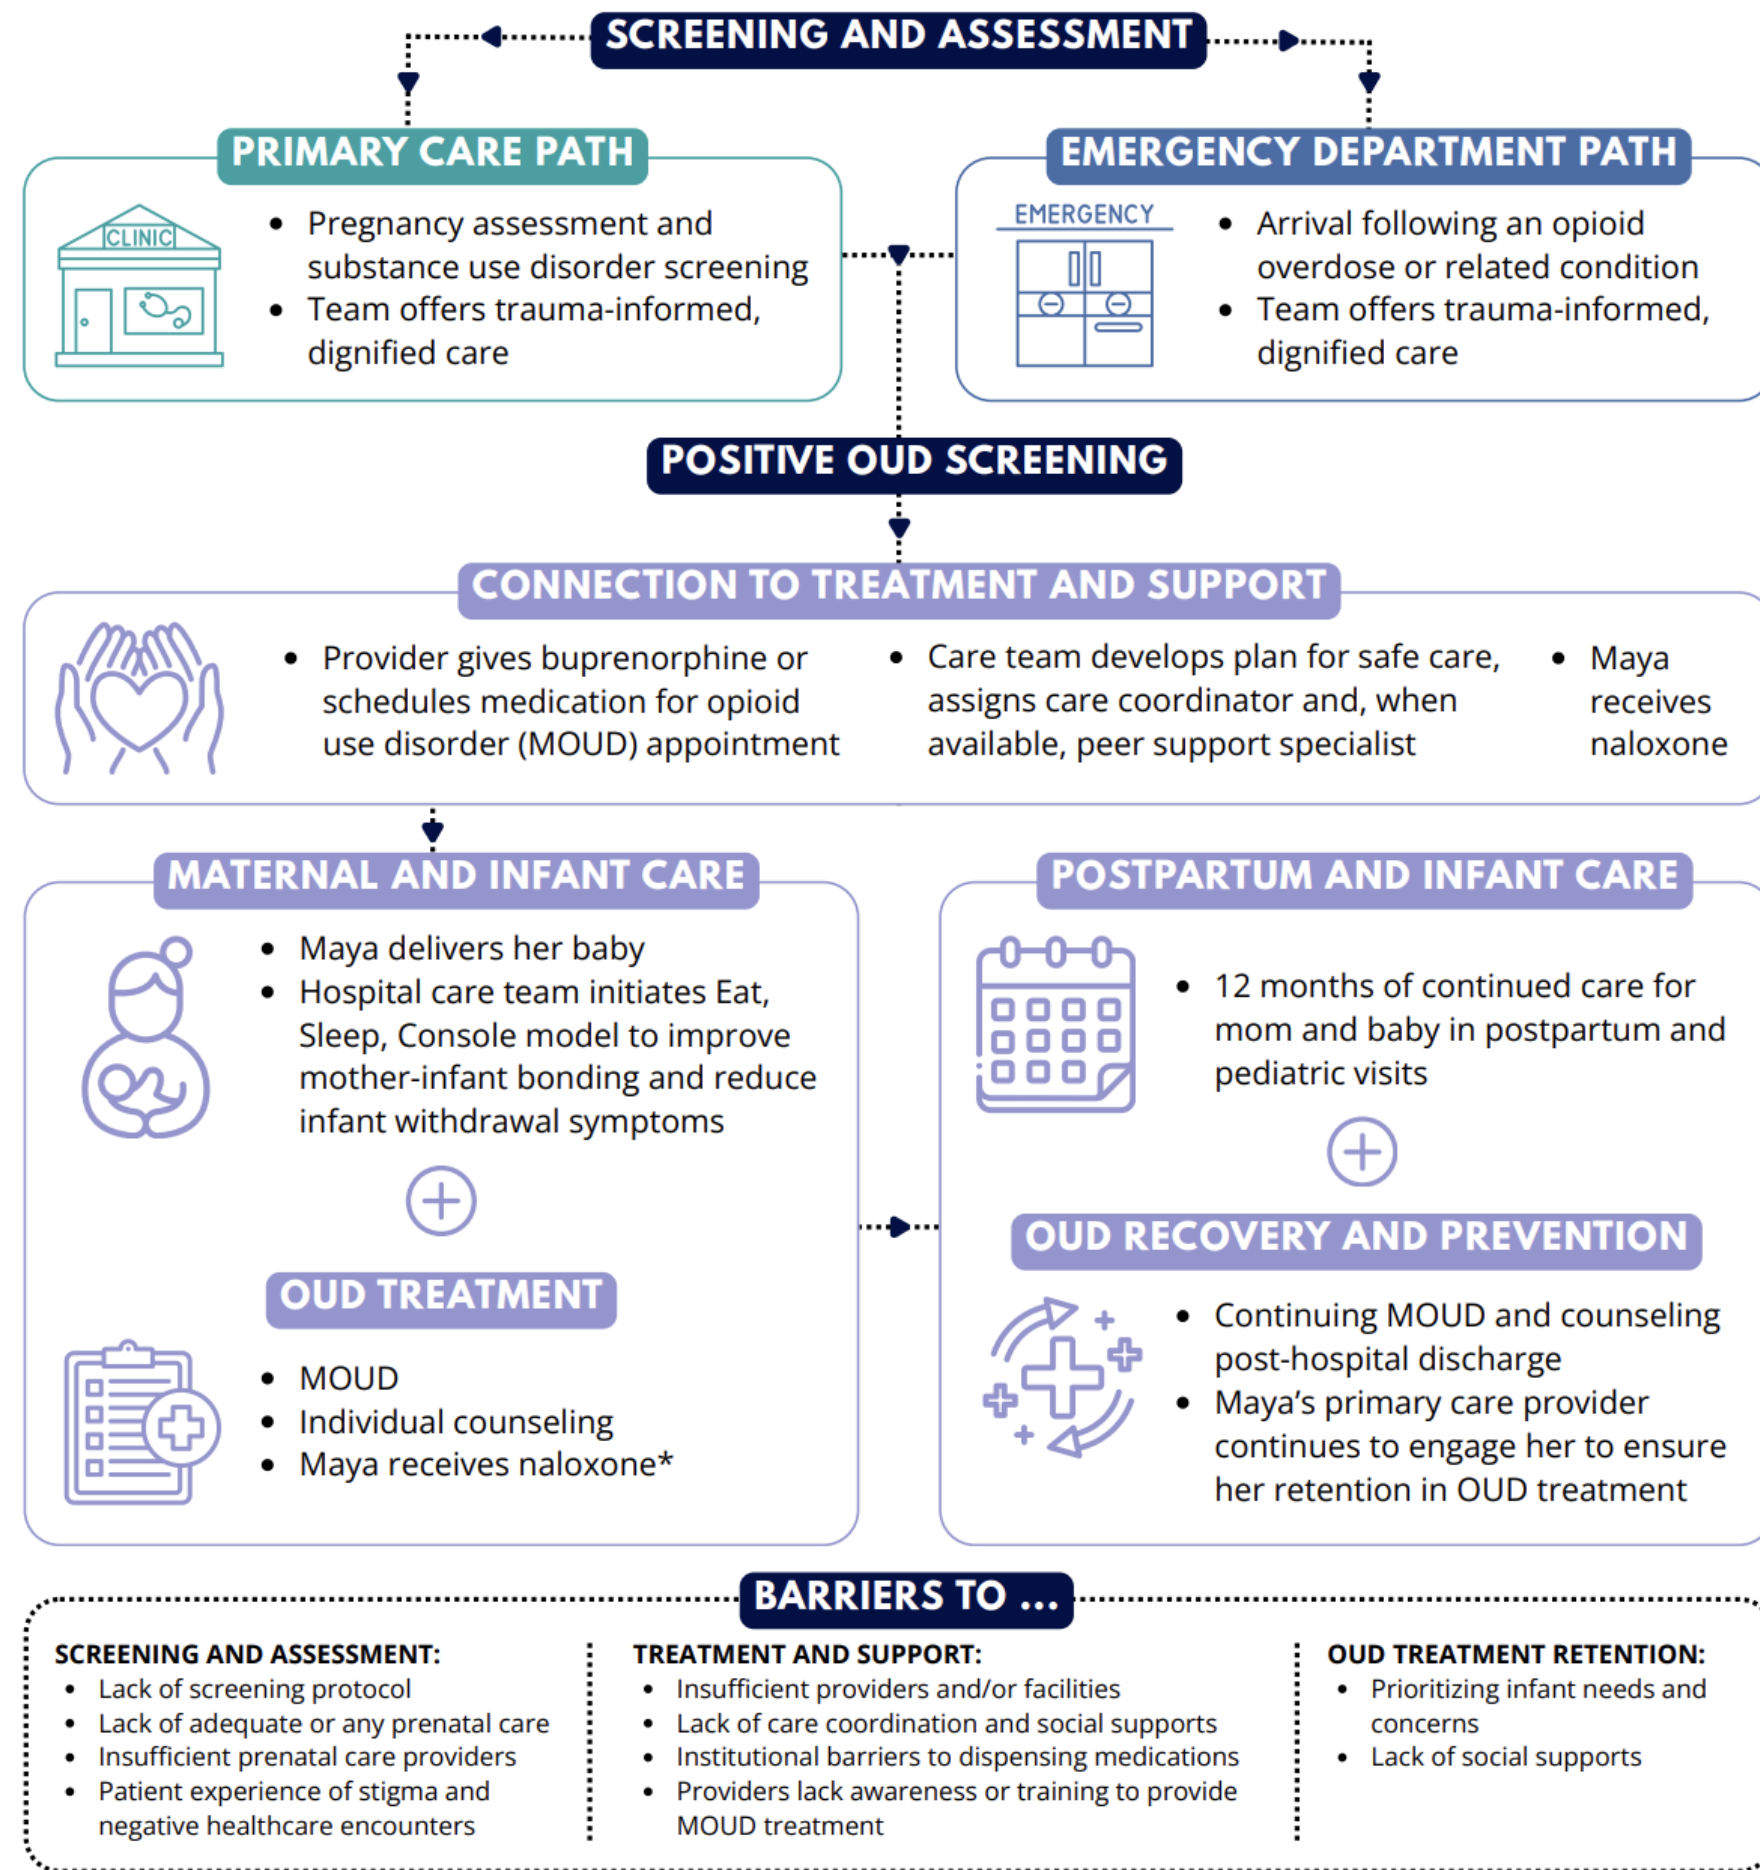 SCREENING AND ASSESSMENT
PRIMARY CARE PATH
CLINIC
• Pregnancy assessment and
substance use disorder screening
• Team offers trauma-informed,
dignified care
EMERGENCY DEPARTMENT PATH
EMERGENCY
• Arrival following an opioid
overdose or related condition
• Team offers trauma-informed,
dignified care
POSITIVE OUD SCREENING
CONNECTION TO TREATMENT AND SUPPORT
• Provider gives buprenorphine or
schedules medication for opioid
use disorder (MOUD) appointment
• Care team develops plan for safe care,
assigns care coordinator and, when
available, peer support specialist
• Maya
receives
naloxone
MATERNAL AND INFANT CARE
• Maya delivers her baby
• Hospital care team initiates Eat,
Sleep, Console model to improve
mother-infant bonding and reduce
infant withdrawal symptoms
OUD TREATMENT
• MOUD
• Individual counseling
• Maya receives naloxone*
POSTPARTUM AND INFANT CARE
• 12 months of continued care for
mom and baby in postpartum and
pediatric visits
OUD RECOVERY AND PREVENTION
• Continuing MOUD and counseling
post-hospital discharge
• Maya's primary care provider
continues to engage her to ensure
her retention in OUD treatment
BARRIERS TO ...
SCREENING AND ASSESSMENT:
• Lack of screening protocol
• Lack of adequate or any prenatal care
• Insufficient prenatal care providers
• Patient experience of stigma and
negative healthcare encounters
TREATMENT AND SUPPORT:
• Insufficient providers and/or facilities
• Lack of care coordination and social supports
• Institutional barriers to dispensing medications
• Providers lack awareness or training to provide
MOUD treatment
OUD TREATMENT RETENTION:
• Prioritizing infant needs and
concerns
• Lack of social supports